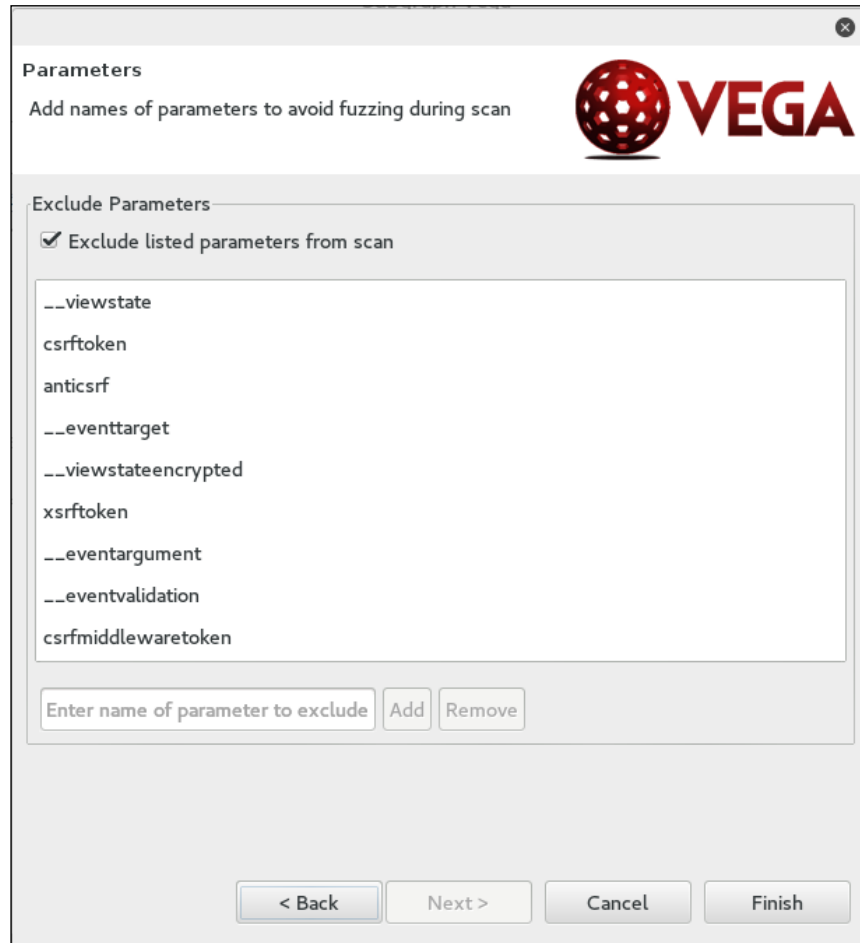 Parameters
Add names of parameters to avoid fuzzing during scan
VEGA
Exclude Parameters
Exclude listed parameters from scan
__viewstate
csrftoken
anticsrf
__eventtarget
__viewstateencrypted
xsrftoken
__eventargument
__eventvalidation
csrfmiddlewaretoken
Enter name of parameter to exclude Add Remove
< Back Next > Cancel Finish